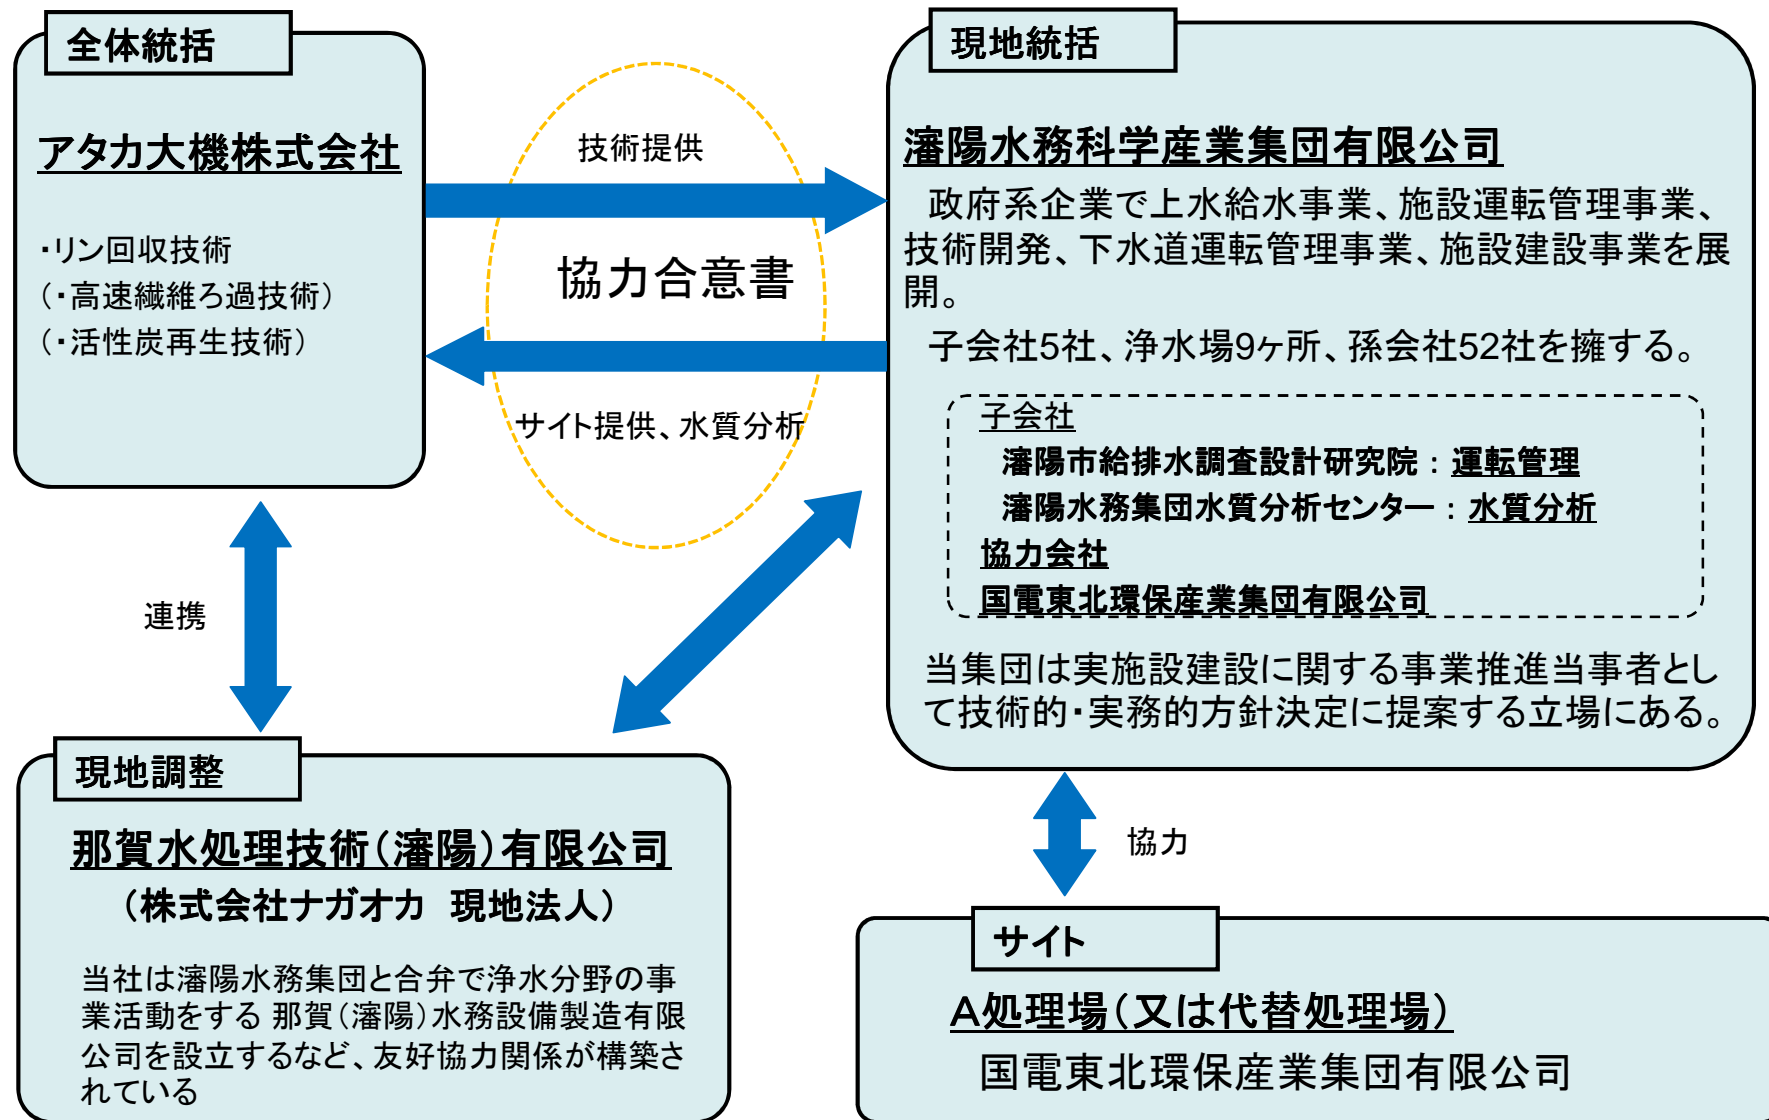 全体統括
アタカ大機株式会社
・リン回収技術
(・高速繊維ろ過技術)
(・活性炭再生技術)
技術提供
協力合意書
サイト提供、水質分析
現地統括
瀋陽水務科学産業集団有限公司
政府系企業で上水給水事業、施設運転管理事業、
技術開発、下水道運転管理事業、施設建設事業を展
開。
子会社5社、浄水場9ヶ所、孫会社52社を擁する。
子会社
瀋陽市給排水調査設計研究院：運転管理
瀋陽水務集団水質分析センター：水質分析
協力会社
国電東北環保産業集団有限公司
当集団は実施設建設に関する事業推進当事者とし
て技術的・実務的方針決定に提案する立場にある。
連携
現地調整
那賀水処理技術(瀋陽)有限公司
(株式会社ナガオカ　現地法人)
当社は瀋陽水務集団と合弁で浄水分野の事
業活動をする 那賀(瀋陽)水務設備製造有限
公司を設立するなど、友好協力関係が構築さ
れている
協力
サイト
A処理場(又は代替処理場)
国電東北環保産業集団有限公司